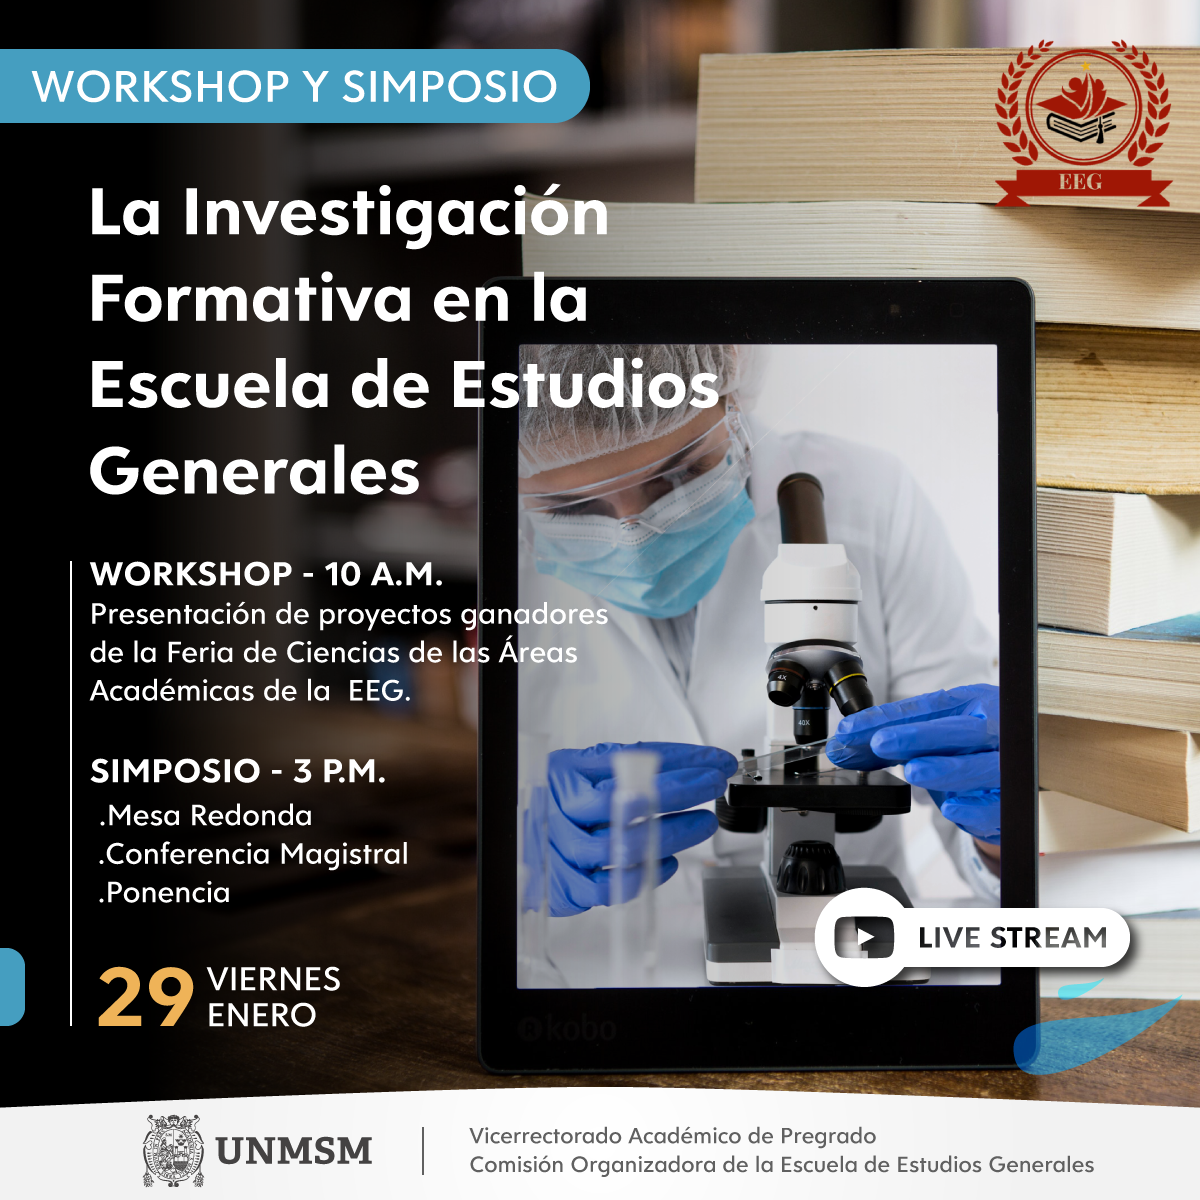 WORKSHOP Y SIMPOSIO
EEG
La Investigación
Formativa en la
Escuela de Estudios
Generales
WORKSHOP - 10 A.M.
Presentación de proyectos ganadores
de la Feria de Ciencias de las Áreas
Académicas de la  EEG.
4X
40X
SIMPOSIO - 3 P.M.
.Mesa Redonda
.Conferencia Magistral
.Ponencia
LIVE STREAM
29 VIERNES
ENERO
kobo
UNMSM
Vicerrectorado Académico de Pregrado
Comisión Organizadora de la Escuela de Estudios Generales